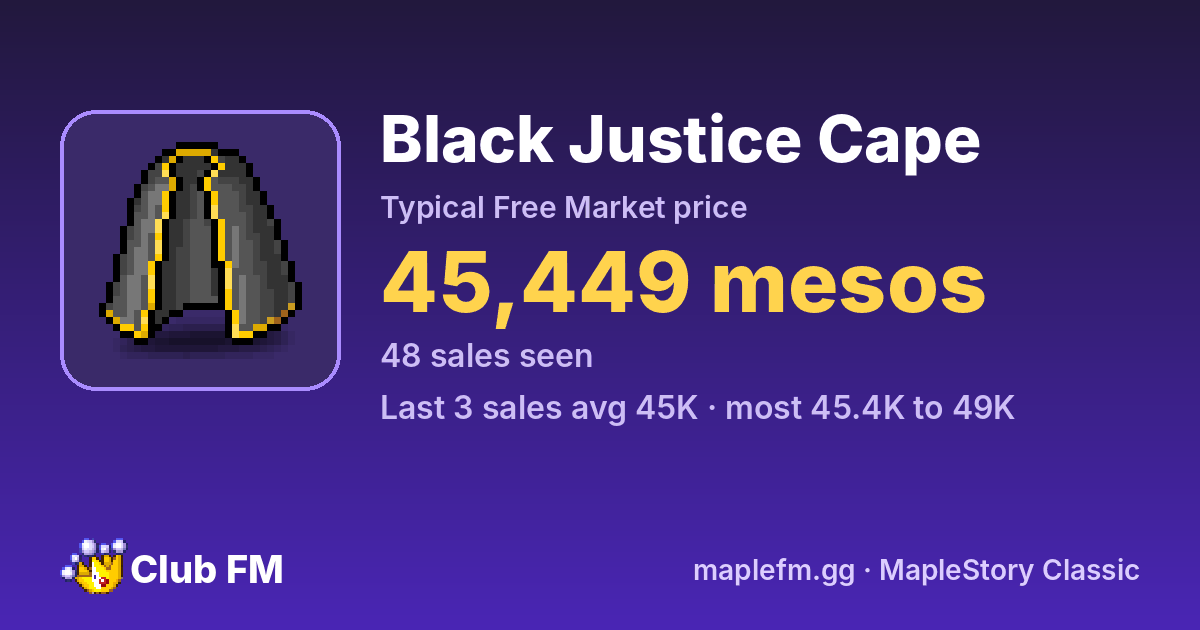 Black Justice Cape
Typical Free Market price
45,449 mesos
48 sales seen
Last 3 sales avg 45K · most 45.4K to 49K
Club FM
maplefm.gg · MapleStory Classic